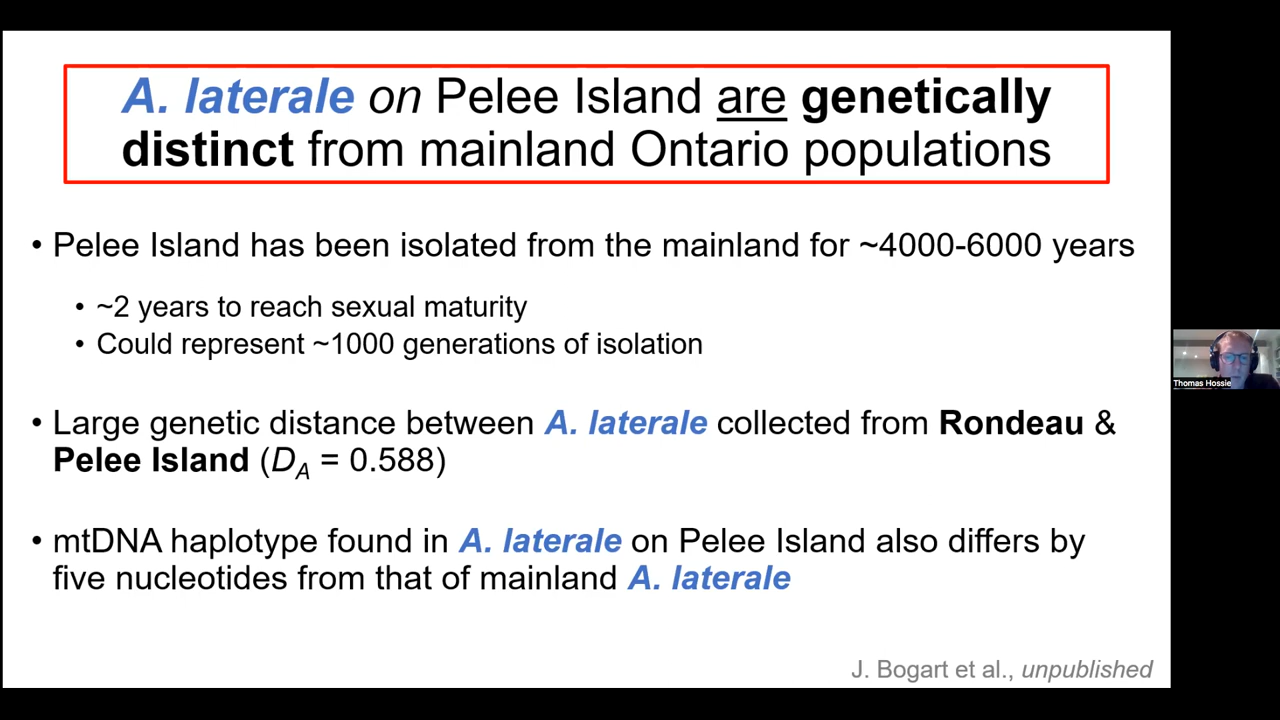 A. laterale on Pelee Island are genetically
distinct from mainland Ontario populations
• Pelee Island has been isolated from the mainland for ~4000-6000 years
• ~2 years to reach sexual maturity
• Could represent ~1000 generations of isolation
• Large genetic distance between A. laterale collected from Rondeau &
Pelee Island (DA = 0.588)
• mtDNA haplotype found in A. laterale on Pelee Island also differs by
five nucleotides from that of mainland A. laterale
J. Bogart et al., unpublished
Thomas Hossie